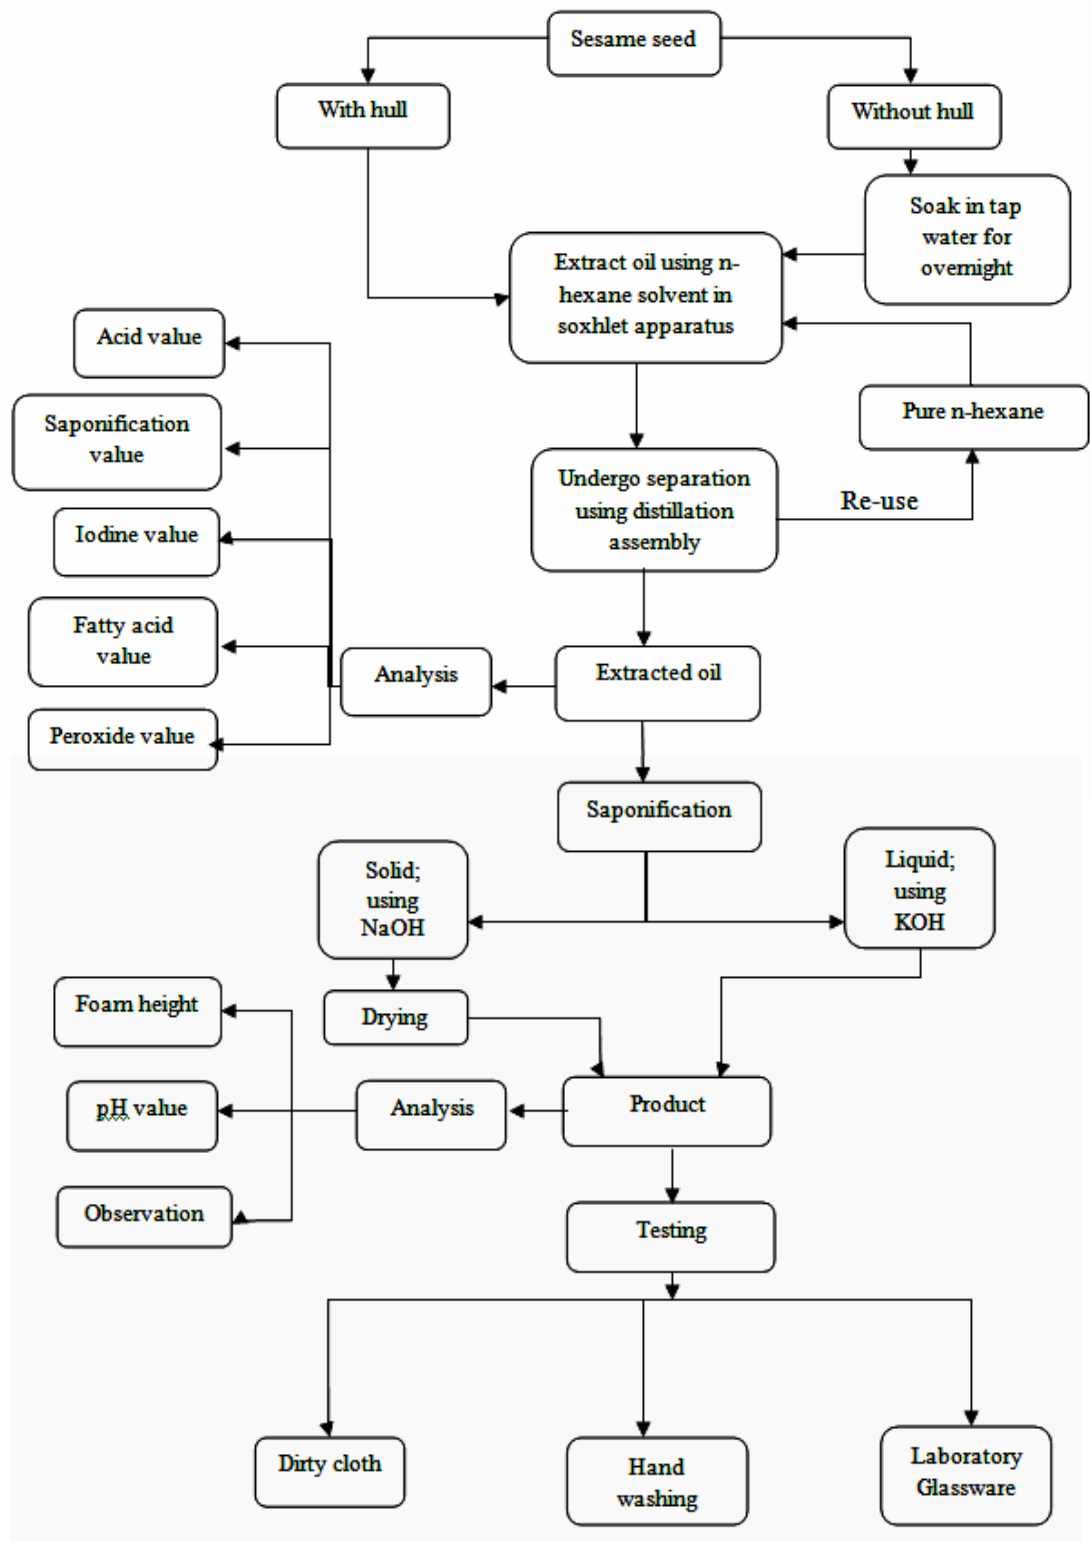 Sesame seed
With hull
Without hull
Soak in tap
water for
overnight
Extract oil using n-
hexane solvent in
soxhlet apparatus
Acid value
Pure n-hexane
Saponification
value
Undergo separation
using distillation
assembly
Re-use
Iodine value
Fatty acid
value
Analysis
Extracted oil
Peroxide value
Saponification
Solid;
using
NaOH
Liquid;
using
KOH
Foam height
Drying
pH value
Analysis
Product
Observation
Testing
Dirty cloth
Hand
washing
Laboratory
Glassware